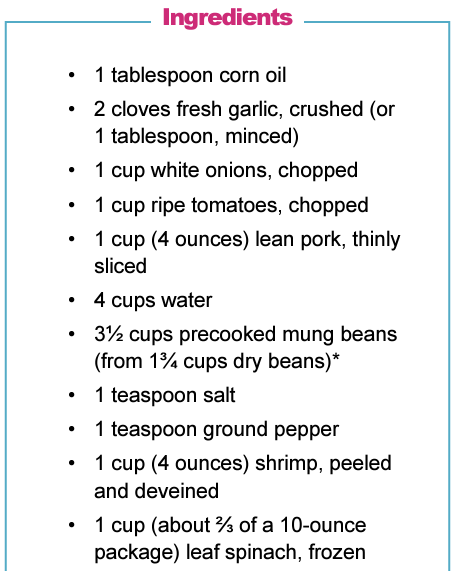 Ingredients
• 1 tablespoon corn oil
• 2 cloves fresh garlic, crushed (or
1 tablespoon, minced)
• 1 cup white onions, chopped
• 1 cup ripe tomatoes, chopped
• 1 cup (4 ounces) lean pork, thinly
sliced
• 4 cups water
• 3½ cups precooked mung beans
(from 1¾ cups dry beans)*
• 1 teaspoon salt
• 1 teaspoon ground pepper
• 1 cup (4 ounces) shrimp, peeled
and deveined
• 1 cup (about ⅔ of a 10-ounce
package) leaf spinach, frozen